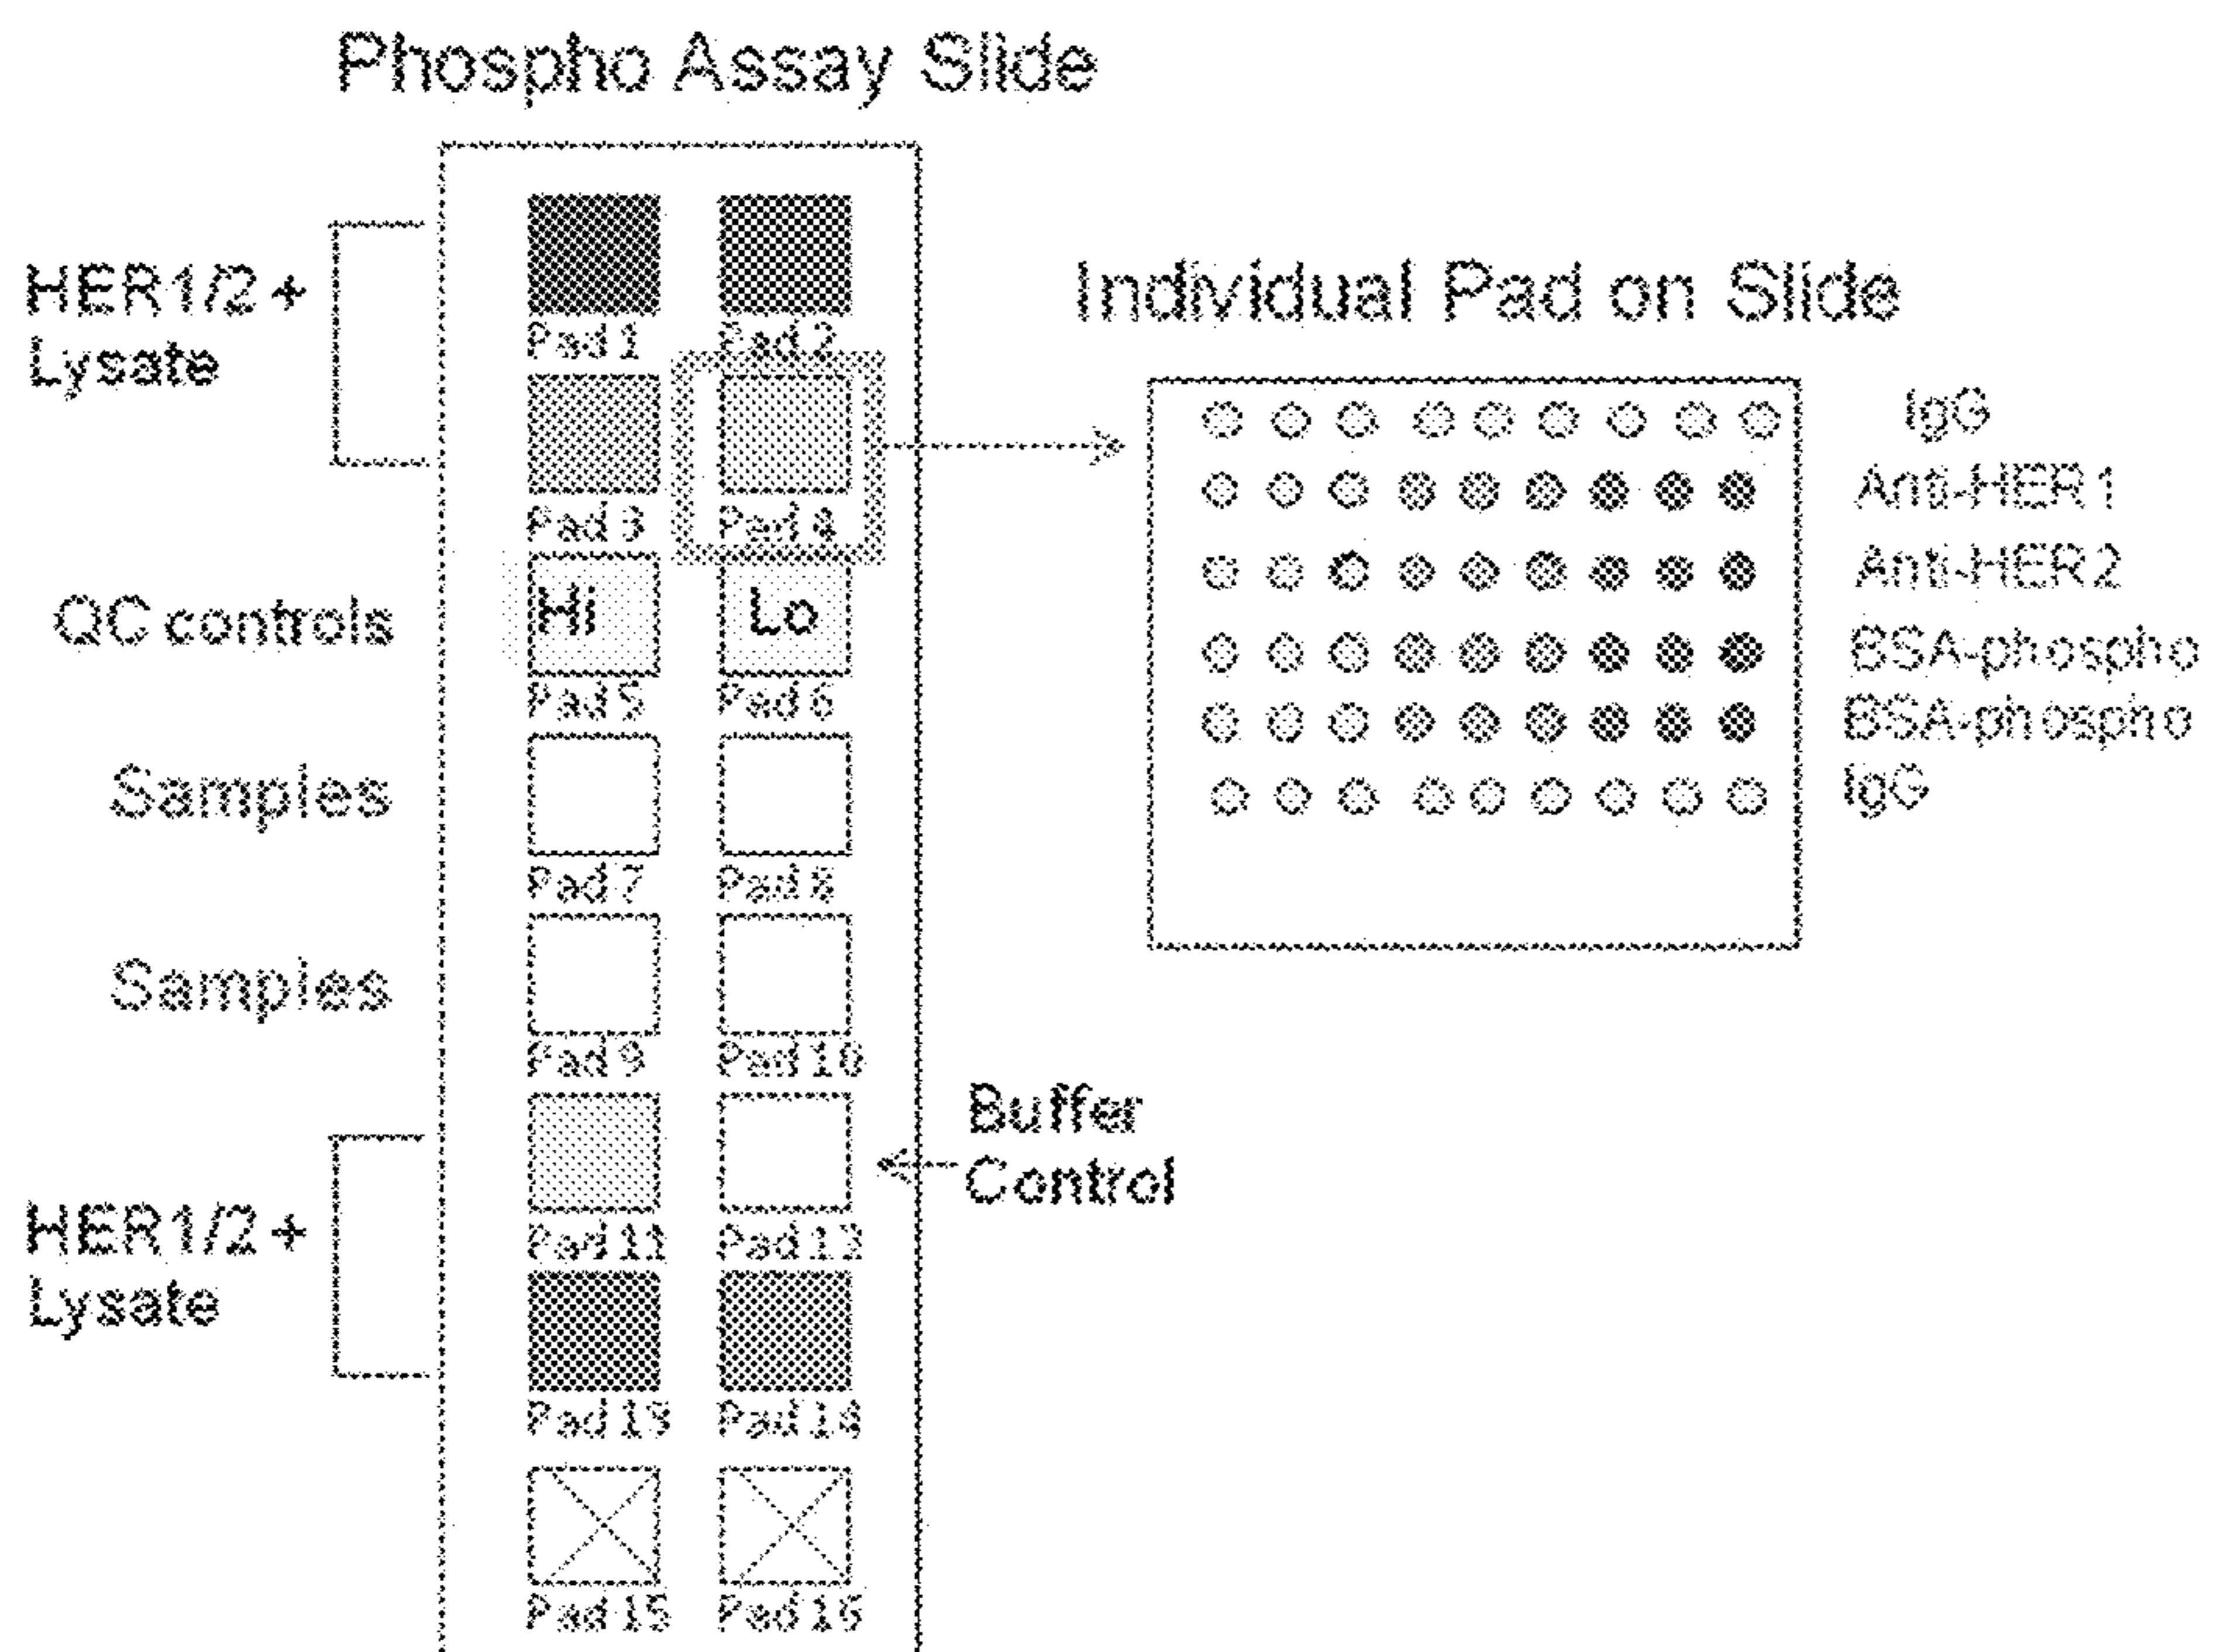 Phospho Assay Slide
HER1/2 +
Lysate
Pad 1
Pad 2
Pad 3
Pad 4
QC controls
Hi
Lo
Pad 5
Pad 6
Samples
Pad 7
Pad 8
Samples
Pad 9
Pad 10
Buffer
Control
HER1/2 +
Lysate
Pad 11
Pad 12
Pad 13
Pad 14
Pad 15
Pad 16
Individual Pad on Slide
IgG
Anti-HER1
Anti-HER2
BSA-phospho
BSA-phospho
IgG